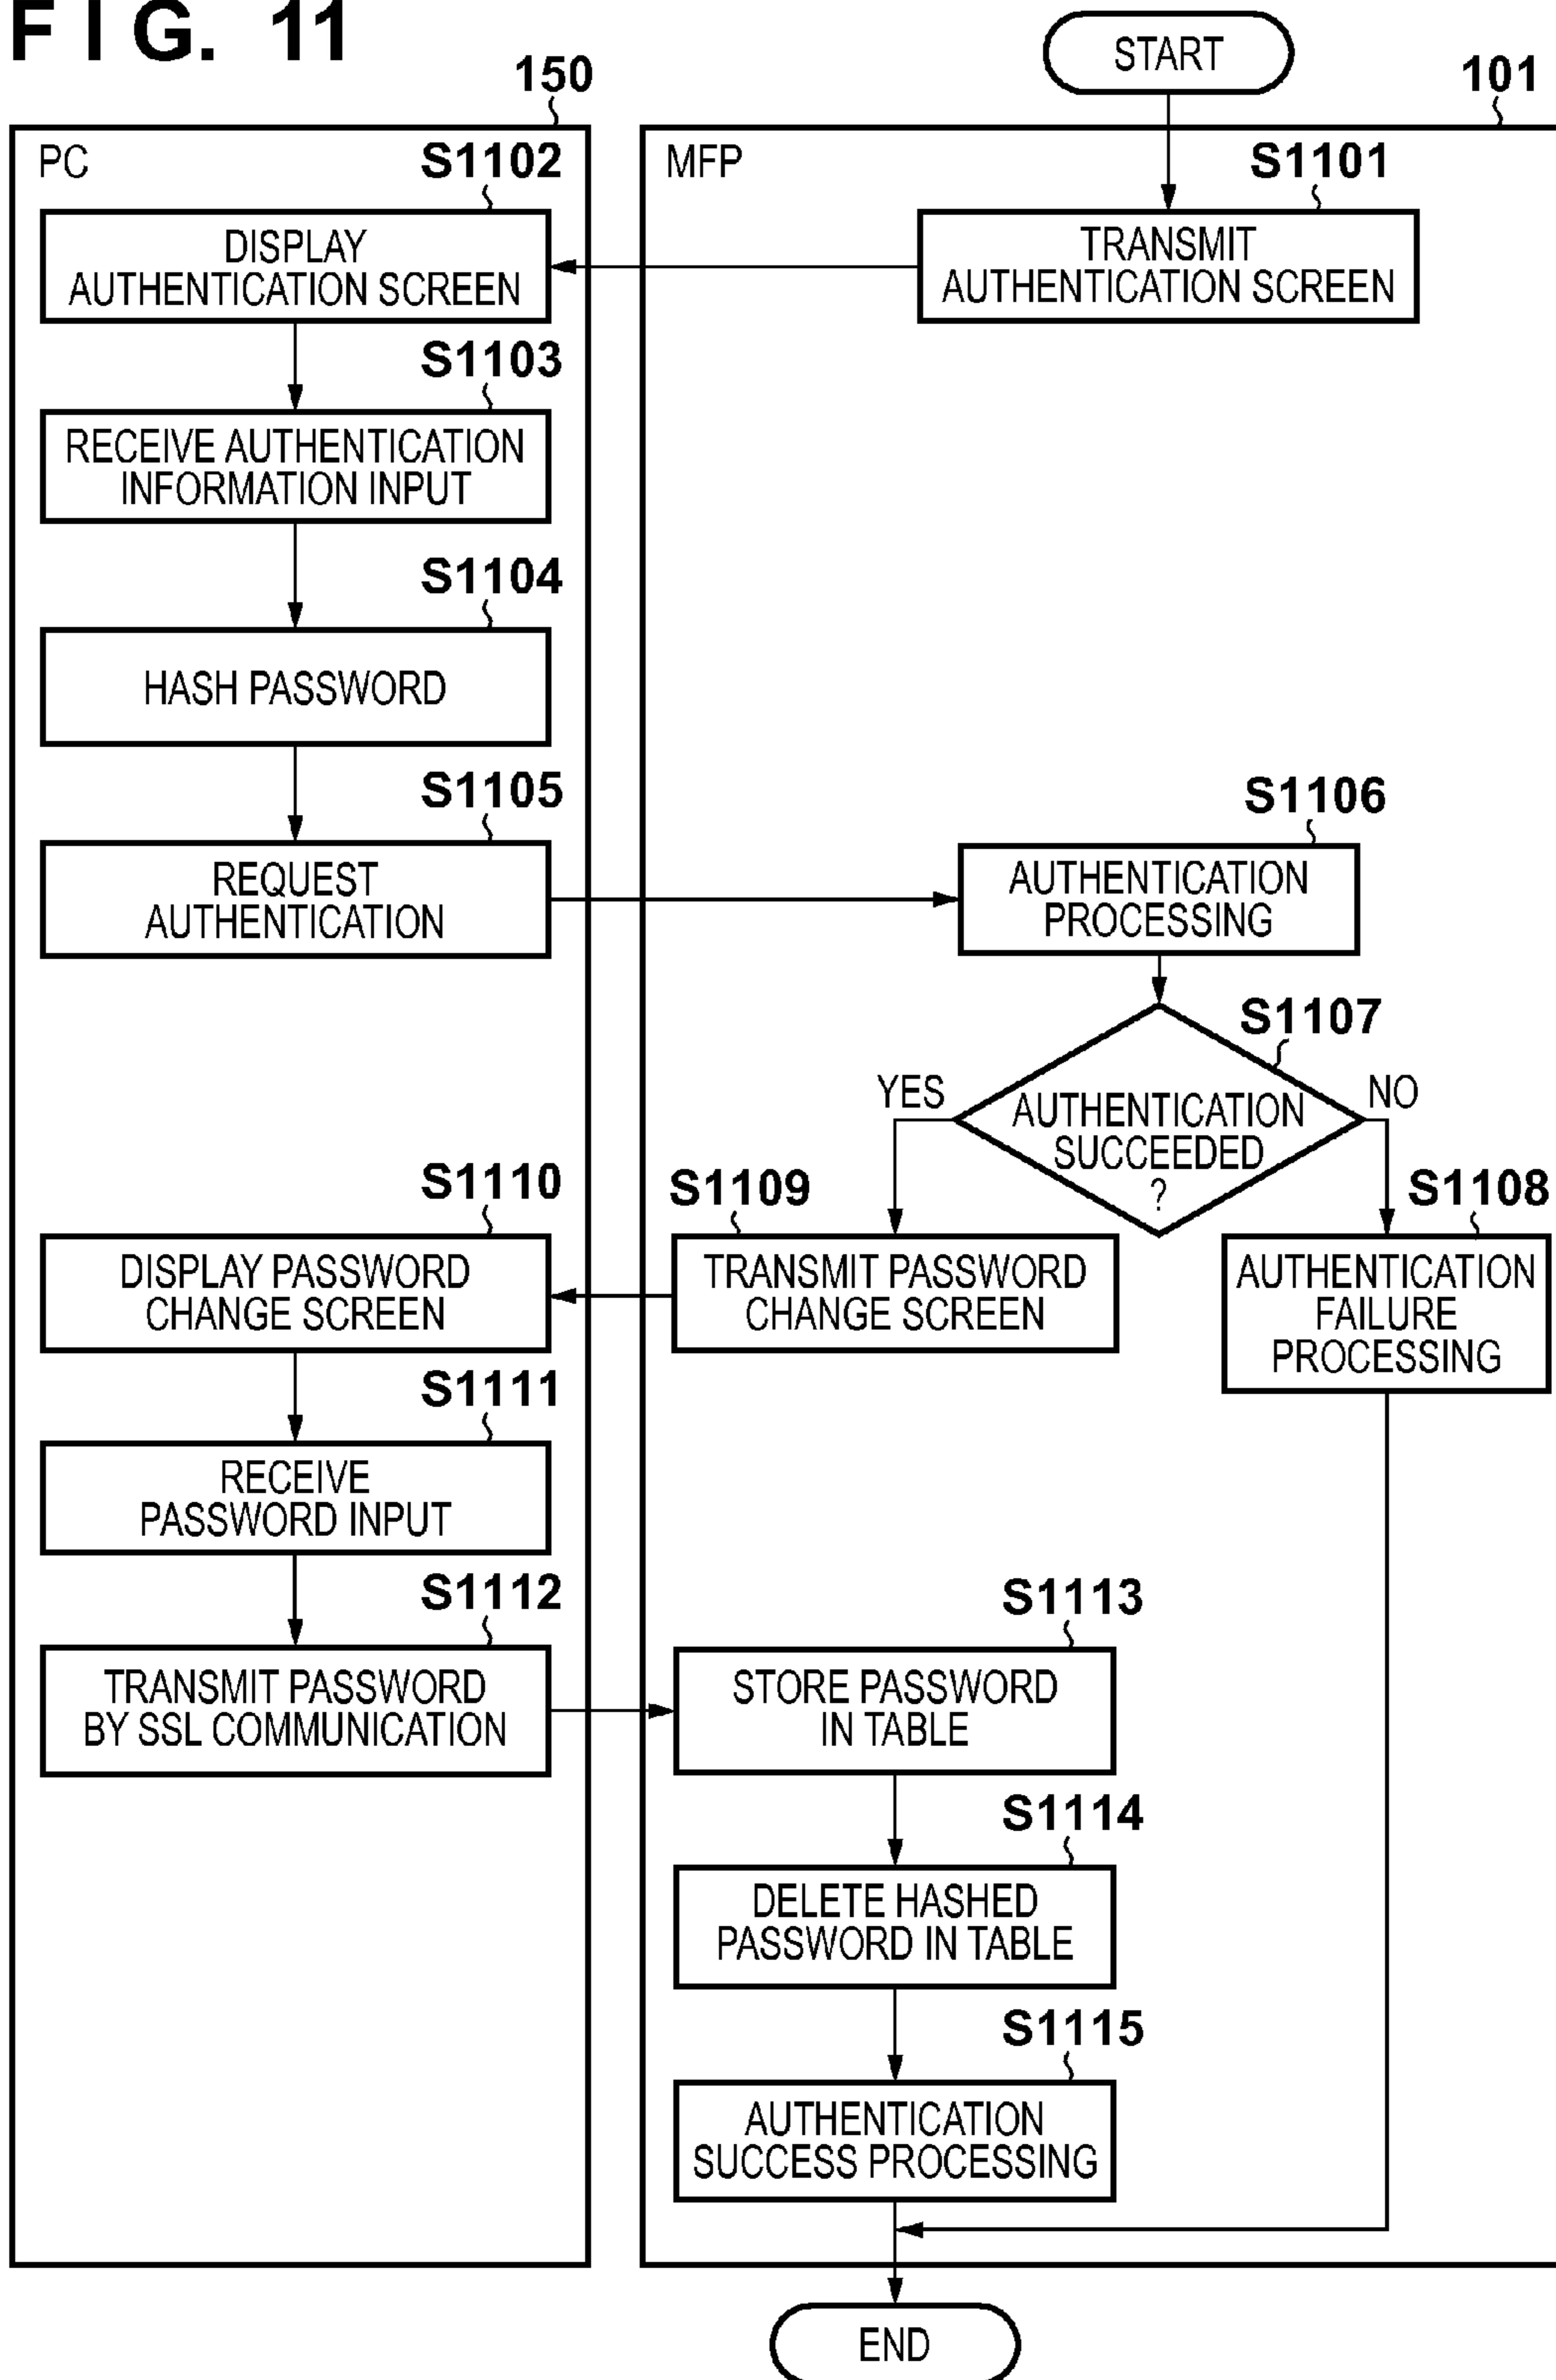 FIG. 11
START
150
101
PC
MFP
S1102
S1101
DISPLAY
AUTHENTICATION SCREEN
TRANSMIT
AUTHENTICATION SCREEN
S1103
RECEIVE AUTHENTICATION
INFORMATION INPUT
S1104
HASH PASSWORD
S1105
REQUEST
AUTHENTICATION
S1106
AUTHENTICATION
PROCESSING
S1107
YES
NO
AUTHENTICATION
SUCCEEDED
?
S1110
S1109
S1108
DISPLAY PASSWORD
CHANGE SCREEN
TRANSMIT PASSWORD
CHANGE SCREEN
AUTHENTICATION
FAILURE
PROCESSING
S1111
RECEIVE
PASSWORD INPUT
S1112
TRANSMIT PASSWORD
BY SSL COMMUNICATION
S1113
STORE PASSWORD
IN TABLE
S1114
DELETE HASHED
PASSWORD IN TABLE
S1115
AUTHENTICATION
SUCCESS PROCESSING
END